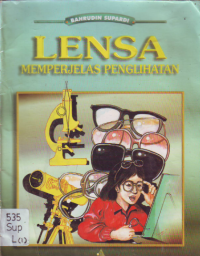 BAHRUDIN SUPARDI
LENSA
MEMPERJELAS PENGLIHATAN
535
Sup